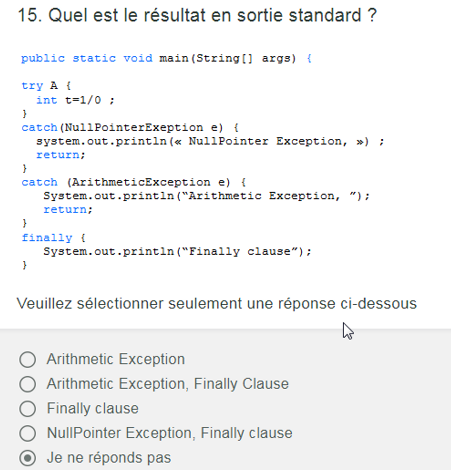 15. Quel est le résultat en sortie standard ?
public static void main(String[] args) {
try A {
int t=1/0 ;
}
catch(NullPointerExeption e) {
system.out.println(« NullPointer Exception, ») ;
return;
}
catch (ArithmeticException e) {
System.out.println(“Arithmetic Exception, ”);
return;
}
finally {
System.out.println(“Finally clause”);
}
Veuillez sélectionner seulement une réponse ci-dessous
Arithmetic Exception
Arithmetic Exception, Finally Clause
Finally clause
NullPointer Exception, Finally clause
Je ne réponds pas